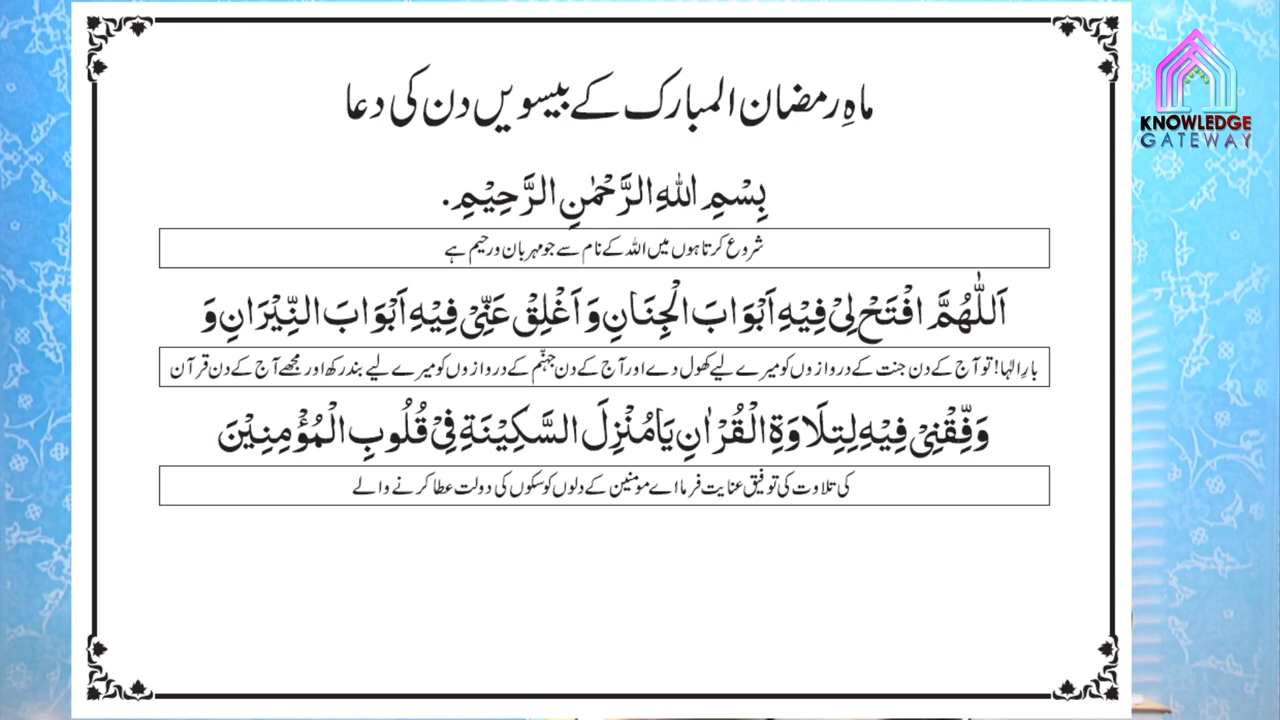 ماہِ رمضان المبارک کے بیسویں دن کی دعا
بِسْمِ اللهِ الرَّحْمٰنِ الرَّحِيْمِ.
شروع کرتا ہوں میں اللہ کے نام سے جو مہربان و رحیم ہے
اَللّٰهُمَّ افْتَحْ لِىْ فِيْهِ اَبْوَابَ الْجِنَانِ وَ اَغْلِقْ عَنِّىْ فِيْهِ اَبْوَابَ النِّيْرَانِ وَ
بارِ الٰہا! تو آج کے دن جنت کے دروازوں کو میرے لیے کھول دے اور آج کے دن جہنّم کے دروازوں کو میرے لیے بند رکھ اور مجھے آج کے دن قرآن
وَفِّقْنِىْ فِيْهِ لِتِلَاوَةِ الْقُرْاٰنِ يَا مُنْزِلَ السَّكِيْنَةِ فِىْ قُلُوبِ الْمُؤْمِنِيْنَ
کی تلاوت کی توفیق عنایت فرما اے مومنین کے دلوں کو سکوں کی دولت عطا کرنے والے
KNOWLEDGE
GATEWAY